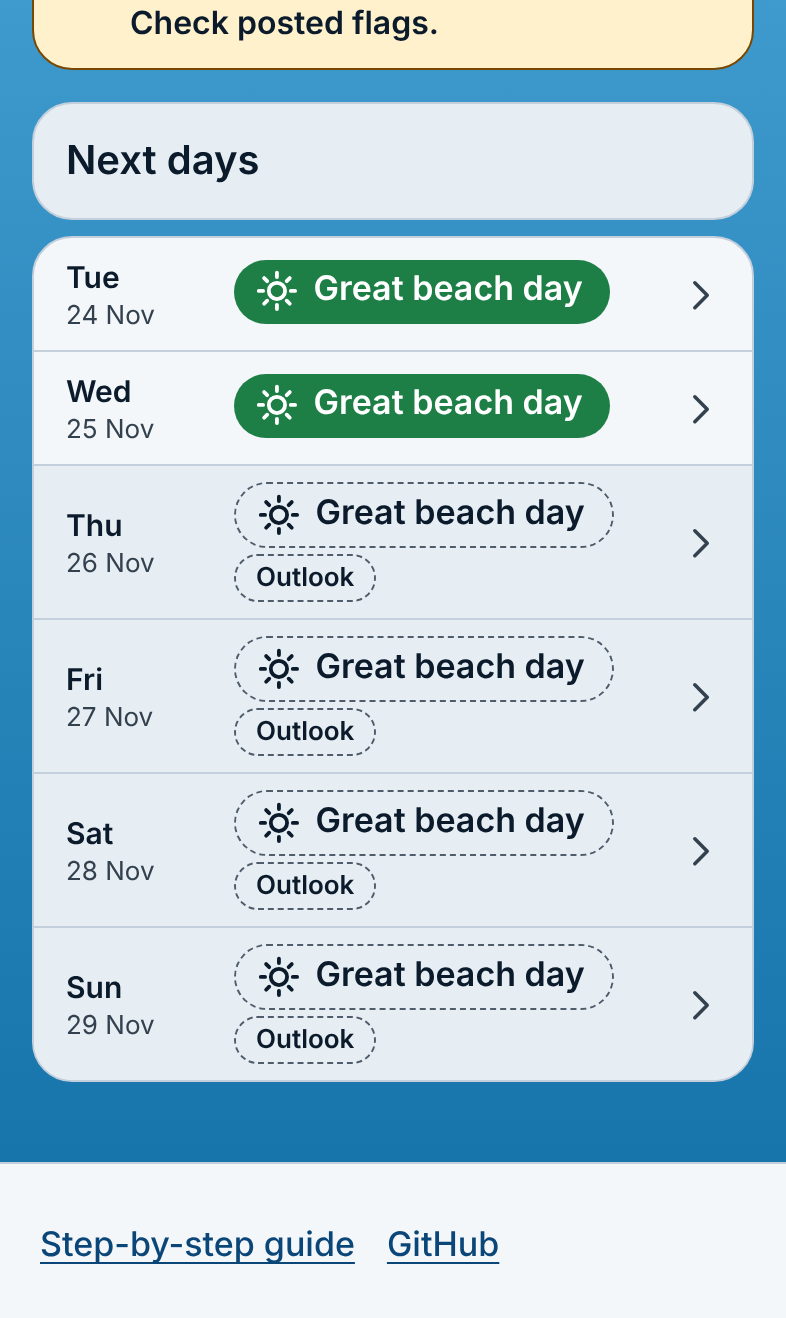 Check posted flags.
Next days
Tue
24 Nov
Great beach day
Wed
25 Nov
Great beach day
Thu
26 Nov
Great beach day
Outlook
Fri
27 Nov
Great beach day
Outlook
Sat
28 Nov
Great beach day
Outlook
Sun
29 Nov
Great beach day
Outlook
Step-by-step guide GitHub